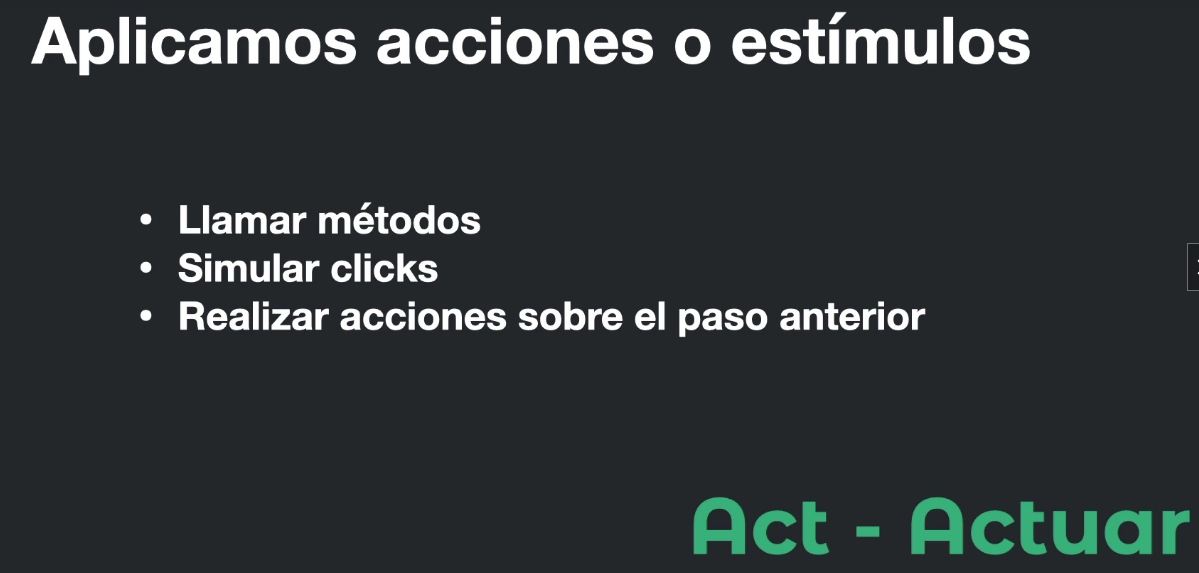 Aplicamos acciones o estímulos
• Llamar métodos
• Simular clicks
• Realizar acciones sobre el paso anterior
Act - Actuar